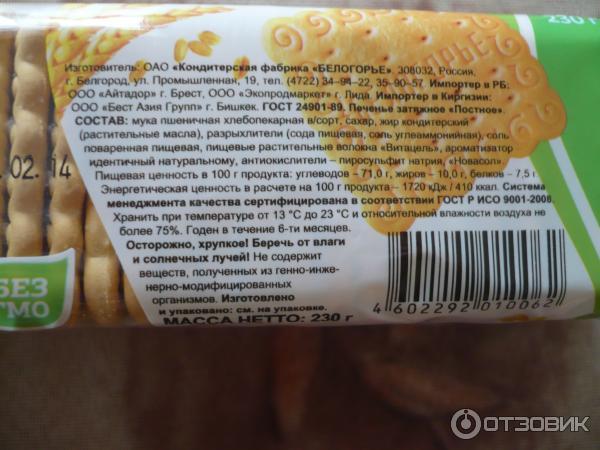 230 г
ЬЕ
Изготовитель: ОАО «Кондитерская фабрика «БЕЛОГОРЬЕ». 308032, Россия,
г. Белгород, ул. Промышленная, 19, тел. (4722) 34–94–22, 35–90–57. Импортер в РБ:
ООО «Айтадор» г. Брест, ООО «Экопродмаркет» г. Лида. Импортер в Киргизии:
ООО «Бест Азия Групп» г. Бишкек. ГОСТ 24901-89. Печенье затяжное «Постное».
СОСТАВ: мука пшеничная хлебопекарная в/сорт, сахар, жир кондитерский
(растительные масла), разрыхлители (сода пищевая, соль углеаммонийная), соль
поваренная пищевая, пищевые растительные волокна «Витацель», ароматизатор
идентичный натуральному, антиокислители – пиросульфит натрия, «Новасол».
Пищевая ценность в 100 г продукта: углеводов – 71,0 г, жиров – 10,0 г, белков – 7,5 г
Энергетическая ценность в расчете на 100 г продукта – 1720 кДж / 410 ккал. Система
менеджмента качества сертифицирована в соответствии ГОСТ Р ИСО 9001-2008.
Хранить при температуре от 13 °С до 23 °С и относительной влажности воздуха не
более 75%. Годен в течение 6-ти месяцев.
Осторожно, хрупкое! Беречь от влаги
и солнечных лучей! Не содержит
веществ, полученных из генно-инже-
нерно-модифицированных
организмов. Изготовлено
и упаковано: см. на упаковке.
МАССА НЕТТО: 230 г
.02. 14
БЕЗ
ГМО
4 602292 010062
ОТЗОВИК